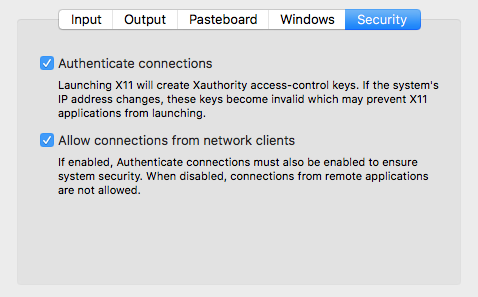 Input Output Pasteboard Windows Security
Authenticate connections
Launching X11 will create Xauthority access-control keys. If the system's
IP address changes, these keys become invalid which may prevent X11
applications from launching.
Allow connections from network clients
If enabled, Authenticate connections must also be enabled to ensure
system security. When disabled, connections from remote applications
are not allowed.